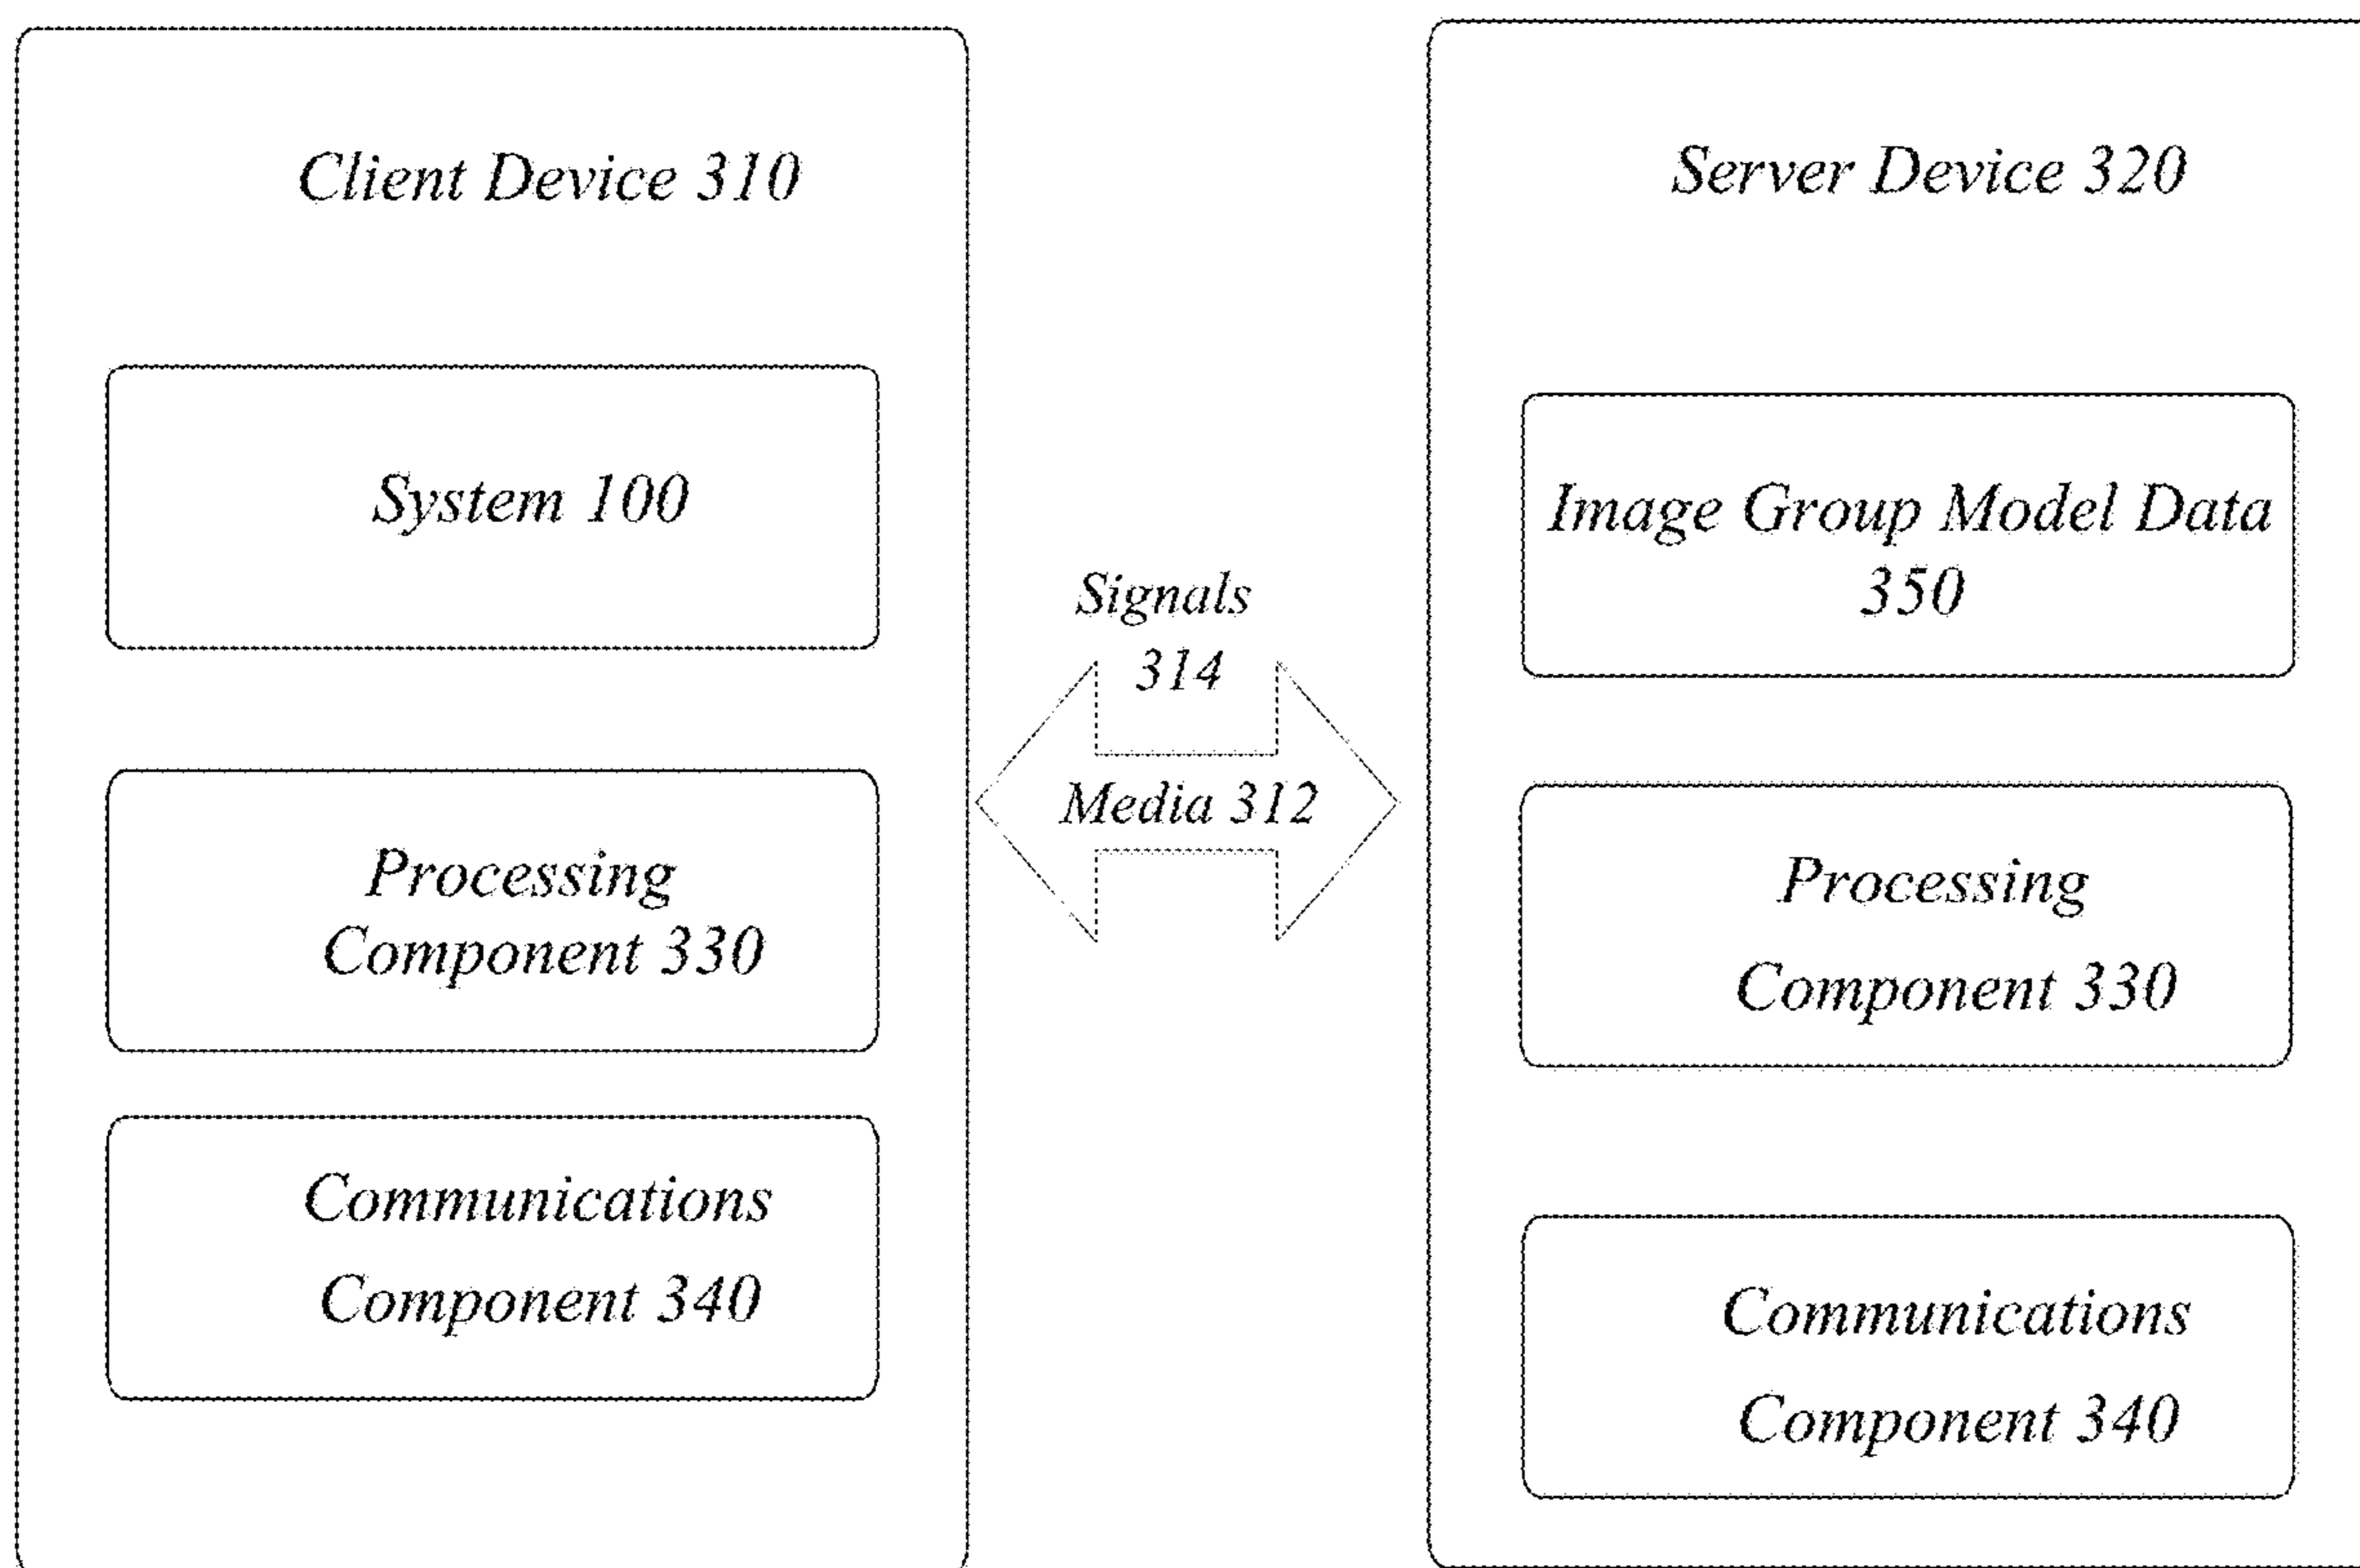 Client Device 310
System 100
Processing
Component 330
Communications
Component 340
Signals
314
Media 312
Server Device 320
Image Group Model Data
350
Processing
Component 330
Communications
Component 340